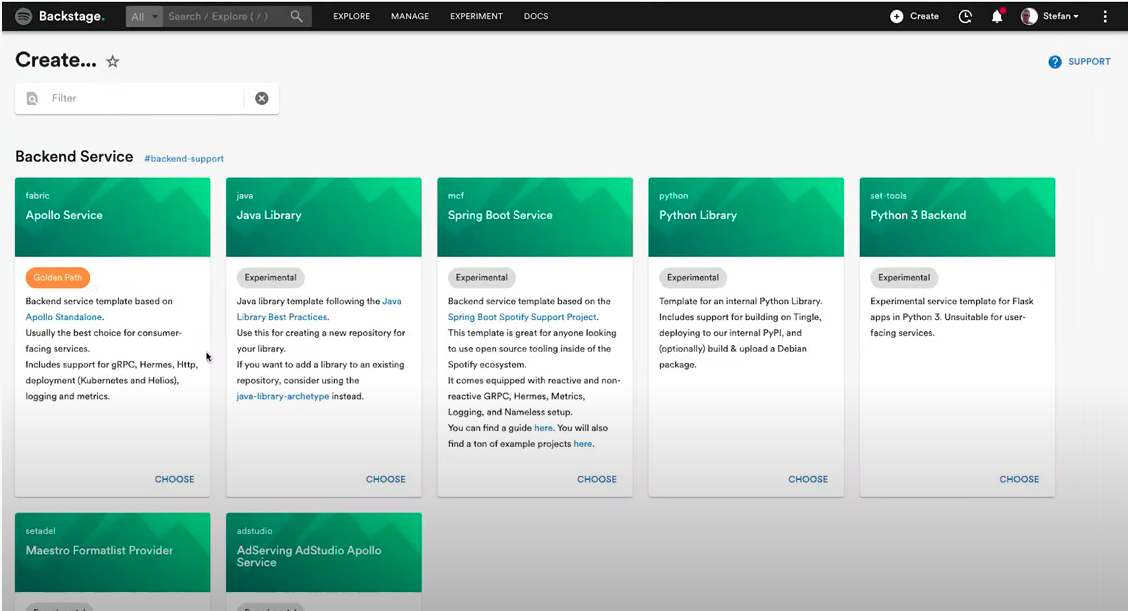 Backstage.
All
Search / Explore ( / )
EXPLORE
MANAGE
EXPERIMENT
DOCS
Create
Stefan
Create...
SUPPORT
Filter
Backend Service
#backend-support
fabric
Apollo Service
Golden Path
Backend service template based on
Apollo Standalone.
Usually the best choice for consumer-
facing services.
Includes support for gRPC, Hermes, Http,
deployment (Kubernetes and Helios),
logging and metrics.
CHOOSE
java
Java Library
Experimental
Java library template following the Java
Library Best Practices.
Use this for creating a new repository for
your library.
If you want to add a library to an existing
repository, consider using the
java-library-archetype instead.
CHOOSE
mcf
Spring Boot Service
Experimental
Backend service template based on the
Spring Boot Spotify Support Project.
This template is great for anyone looking
to use open source tooling inside of the
Spotify ecosystem.
It comes equipped with reactive and non-
reactive GRPC, Hermes, Metrics,
Logging, and Nameless setup.
You can find a guide here. You will also
find a ton of example projects here.
CHOOSE
python
Python Library
Experimental
Template for an internal Python Library.
Includes support for building on Tingle,
deploying to our internal PyPI, and
(optionally) build & upload a Debian
package.
CHOOSE
set-tools
Python 3 Backend
Experimental
Experimental service template for Flask
apps in Python 3. Unsuitable for user-
facing services.
CHOOSE
setadel
Maestro Formatlist Provider
adstudio
AdServing AdStudio Apollo
Service